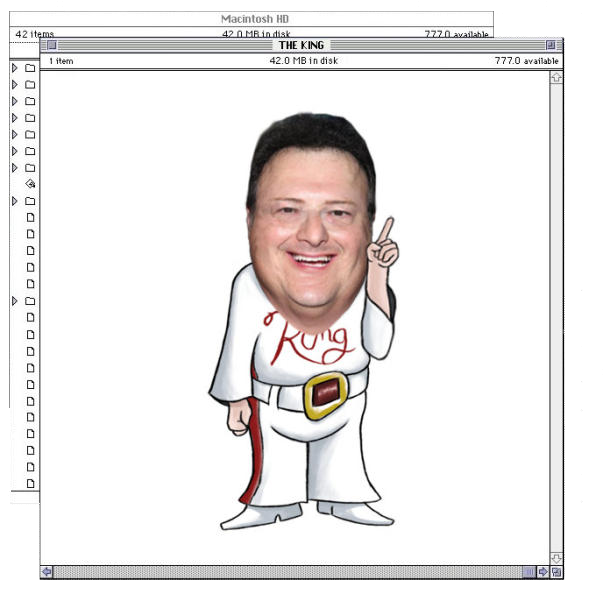 Macintosh HD
42 items 42.0 MB in disk 777.0 available
THE KING
1 item 42.0 MB in disk 777.0 available
King